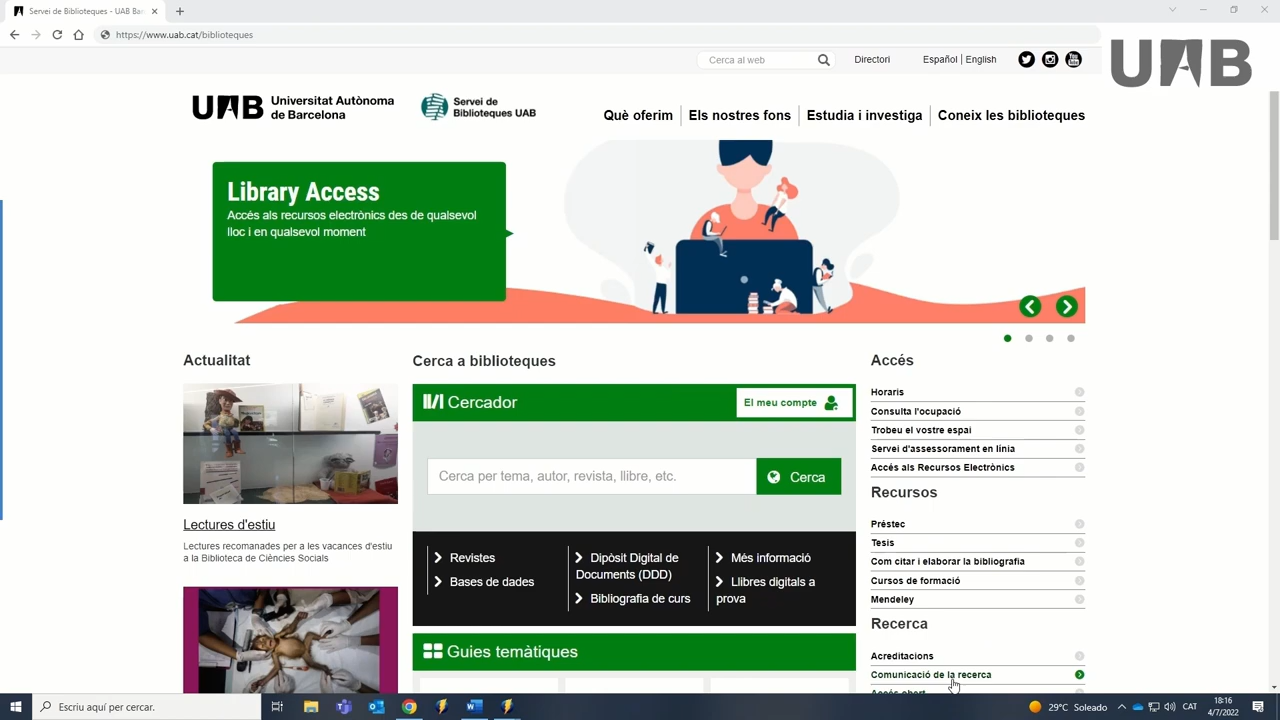 Servei de Biblioteques - UAB Bar
https://www.uab.cat/biblioteques
Cerca al web
Directori
Español | English
UAB
UAB Universitat Autònoma
de Barcelona
Servei de
Biblioteques UAB
Què oferim
Els nostres fons
Estudia i investiga
Coneix les biblioteques
Library Access
Accés als recursos electrònics des de qualsevol
lloc i en qualsevol moment
Actualitat
Lectures d'estiu
Lectures recomanades per a les vacances d'estiu
a la Biblioteca de Ciències Socials
Cerca a biblioteques
Cercador
El meu compte
Cerca per tema, autor, revista, llibre, etc.
Cerca
Revistes
Bases de dades
Dipòsit Digital de
Documents (DDD)
Bibliografia de curs
Més informació
Llibres digitals a
prova
Guies temàtiques
Accés
Horaris
Consulta l'ocupació
Trobeu el vostre espai
Servei d'assessorament en línia
Accés als Recursos Electrònics
Recursos
Préstec
Tesis
Com citar i elaborar la bibliografia
Cursos de formació
Mendeley
Recerca
Acreditacions
Comunicació de la recerca
Accés obert
Escriu aquí per cercar.
29°C Soleado
CAT
18:16
4/7/2022